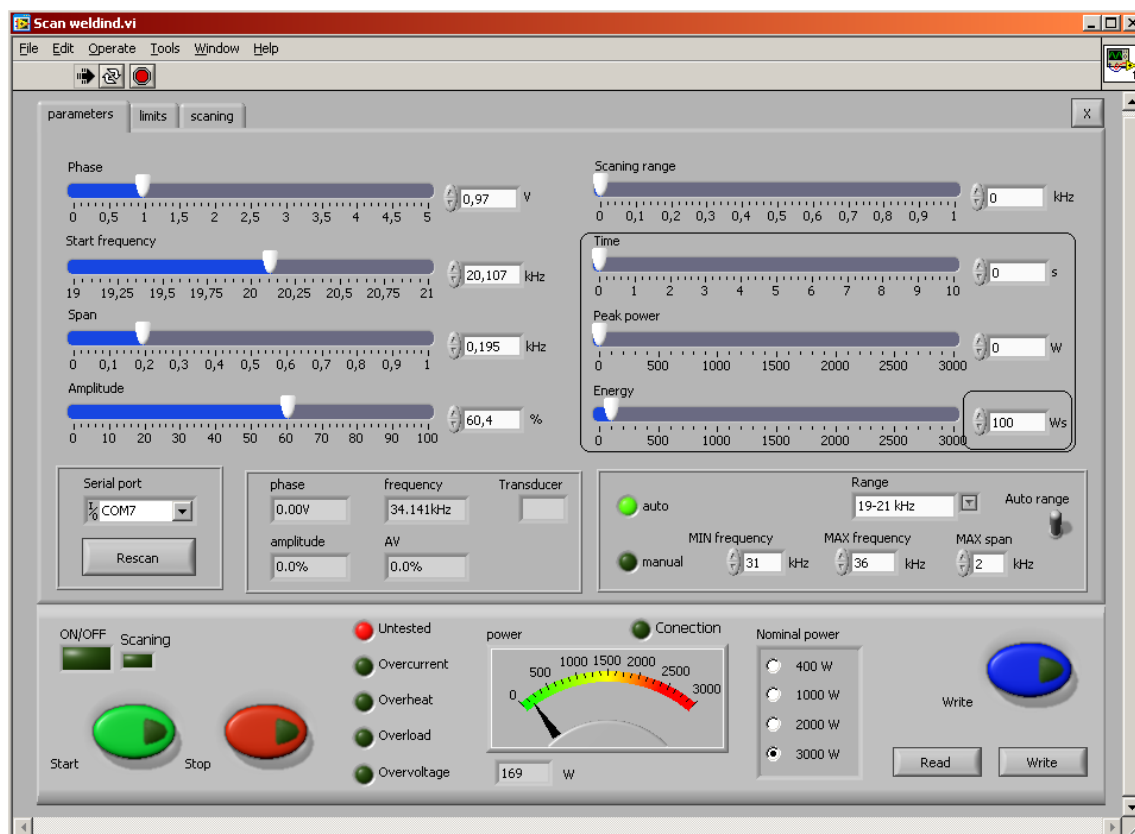 Scan weldind.vi
File Edit Operate Tools Window Help
parameters limits scaning X
Phase
0 0,5 1 1,5 2 2,5 3 3,5 4 4,5 5
0,97 V
Scaning range
0 0,1 0,2 0,3 0,4 0,5 0,6 0,7 0,8 0,9 1
0 kHz
Start frequency
19 19,25 19,5 19,75 20 20,25 20,5 20,75 21
20,107 kHz
Time
0 1 2 3 4 5 6 7 8 9 10
0 s
Span
0 0,1 0,2 0,3 0,4 0,5 0,6 0,7 0,8 0,9 1
0,195 kHz
Peak power
0 500 1000 1500 2000 2500 3000
0 W
Amplitude
0 10 20 30 40 50 60 70 80 90 100
60,4 %
Energy
0 500 1000 1500 2000 2500 3000
100 Ws
Serial port
I/0 COM7
Rescan
phase frequency Transducer
0.00V 34.141kHz
amplitude AV
0.0% 0.0%
auto
manual
Range
19-21 kHz
Auto range
MIN frequency MAX frequency MAX span
31 kHz 36 kHz 2 kHz
ON/OFF Scaning
Start Stop
Untested
Overcurrent
Overheat
Overload
Overvoltage
power
Conection
0 500 1000 1500 2000 2500 3000
169 W
Nominal power
400 W
1000 W
2000 W
3000 W
Write
Read Write